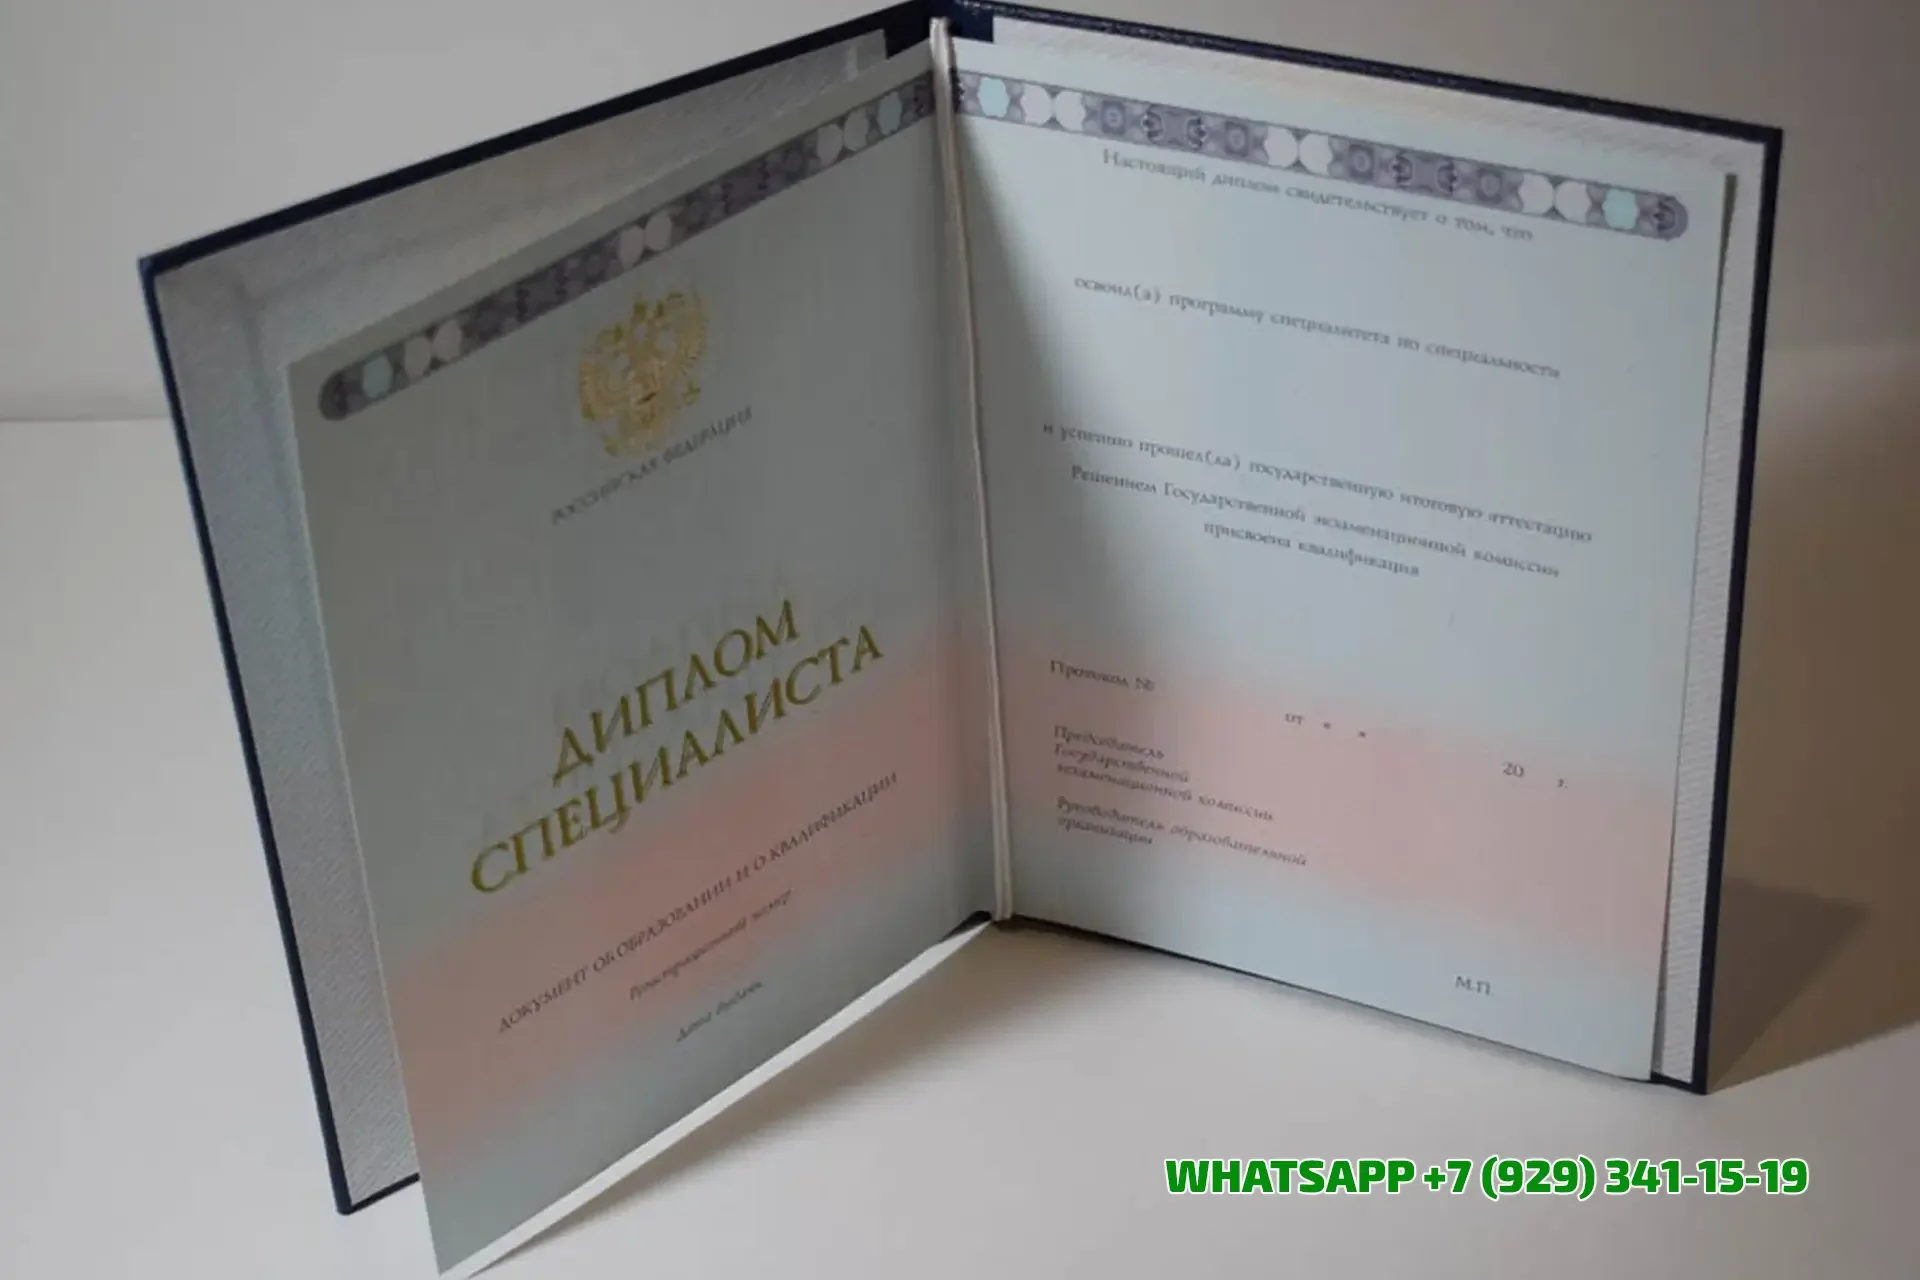 РОССИЙСКАЯ ФЕДЕРАЦИЯ
ДИПЛОМ
СПЕЦИАЛИСТА
ДОКУМЕНТ ОБ ОБРАЗОВАНИИ И О КВАЛИФИКАЦИИ
Регистрационный номер
Дата выдачи
Настоящий диплом свидетельствует о том, что
освоил(а) программу специалитета по специальности
и успешно прошел(ла) государственную итоговую аттестацию
Решением Государственной экзаменационной комиссии
присвоена квалификация
Протокол №
от « » 20 г.
Председатель
Государственной
экзаменационной комиссии
Руководитель образовательной
организации
М.П.
WHATSAPP +7 (929) 341-15-19